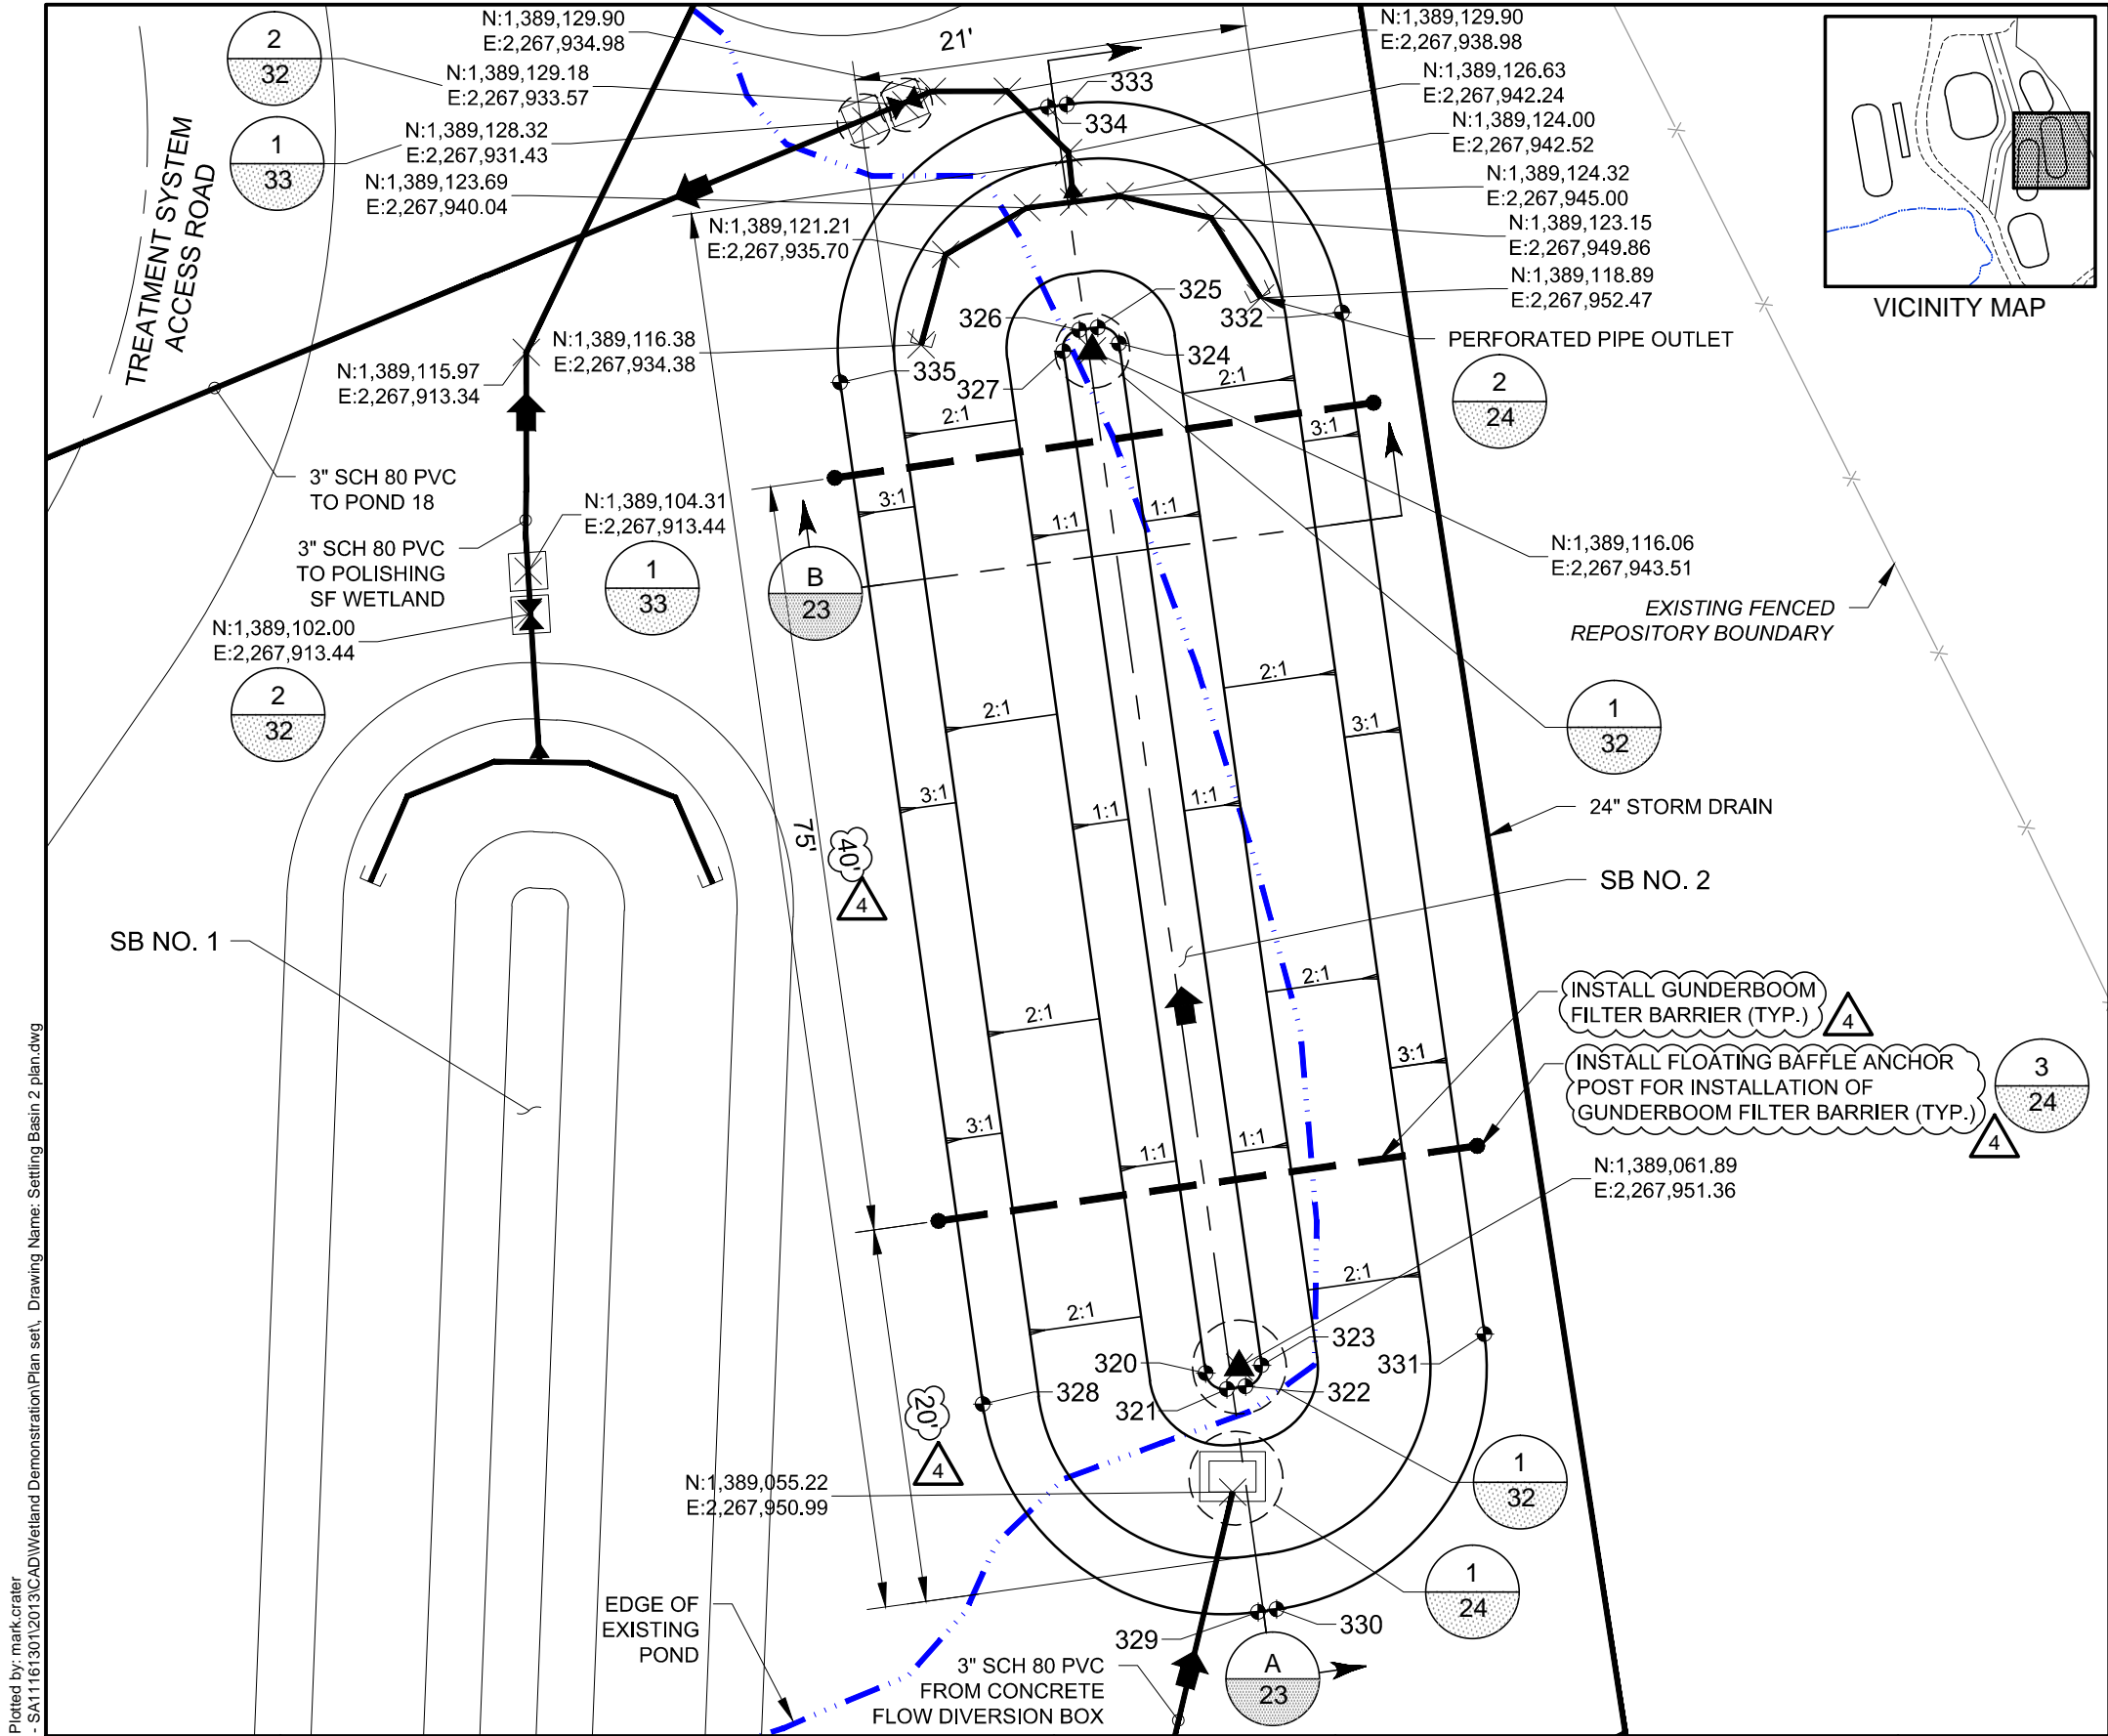 N:1,389,129.90
E:2,267,934.98
21'
N:1,389,129.90
E:2,267,938.98
2
32
N:1,389,129.18
E:2,267,933.57
333
N:1,389,126.63
E:2,267,942.24
334
1
33
N:1,389,128.32
E:2,267,931.43
N:1,389,124.00
E:2,267,942.52
TREATMENT SYSTEM
ACCESS ROAD
N:1,389,123.69
E:2,267,940.04
N:1,389,124.32
E:2,267,945.00
N:1,389,121.21
E:2,267,935.70
N:1,389,123.15
E:2,267,949.86
N:1,389,118.89
E:2,267,952.47
VICINITY MAP
325
326
332
PERFORATED PIPE OUTLET
N:1,389,116.38
E:2,267,934.38
324
N:1,389,115.97
E:2,267,913.34
335
327
2:1
2
24
2:1
3:1
3" SCH 80 PVC
TO POND 18
N:1,389,104.31
E:2,267,913.44
3:1
1:1
1:1
3" SCH 80 PVC
TO POLISHING
SF WETLAND
1
33
B
23
N:1,389,116.06
E:2,267,943.51
N:1,389,102.00
E:2,267,913.44
EXISTING FENCED
REPOSITORY BOUNDARY
2
32
2:1
2:1
3:1
1
32
3:1
1:1
1:1
24" STORM DRAIN
75'
40'
4
SB NO. 2
SB NO. 1
2:1
2:1
INSTALL GUNDERBOOM
FILTER BARRIER (TYP.)
4
3:1
INSTALL FLOATING BAFFLE ANCHOR
POST FOR INSTALLATION OF
GUNDERBOOM FILTER BARRIER (TYP.)
4
3
24
3:1
1:1
1:1
N:1,389,061.89
E:2,267,951.36
2:1
2:1
320
323
331
328
322
321
20'
4
N:1,389,055.22
E:2,267,950.99
1
32
1
24
EDGE OF
EXISTING
POND
329
330
3" SCH 80 PVC
FROM CONCRETE
FLOW DIVERSION BOX
A
23
Plotted by: mark.crater
- SA11161301\2013\CAD\Wetland Demonstration\Plan set\, Drawing Name: Settling Basin 2 plan.dwg